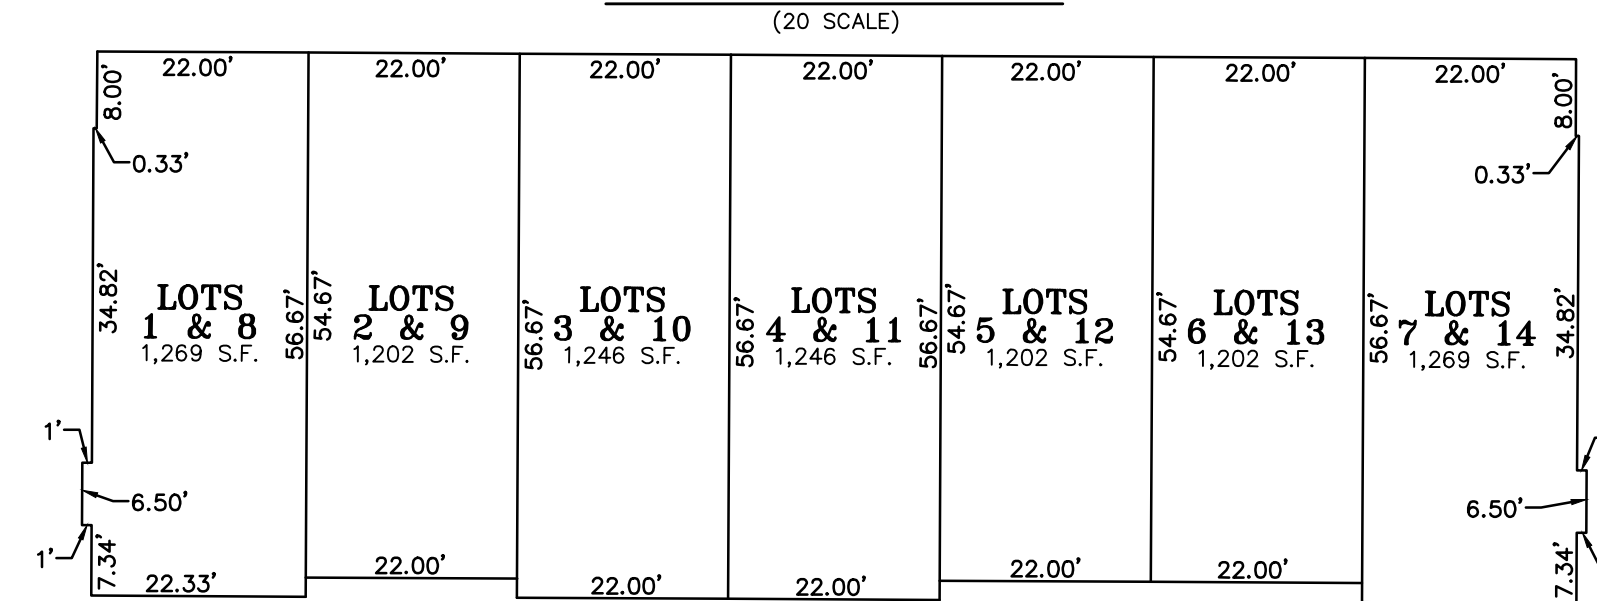 (20 SCALE)
22.00' 22.00' 22.00' 22.00' 22.00' 22.00' 22.00'
8.00' 8.00'
0.33' 0.33'
34.82' 56.67' 54.67' 56.67' 56.67' 56.67' 54.67' 54.67' 56.67' 34.82'
LOTS
1 & 8
1,269 S.F.
LOTS
2 & 9
1,202 S.F.
LOTS
3 & 10
1,246 S.F.
LOTS
4 & 11
1,246 S.F.
LOTS
5 & 12
1,202 S.F.
LOTS
6 & 13
1,202 S.F.
LOTS
7 & 14
1,269 S.F.
1'
6.50' 6.50'
1'
7.34' 7.34'
22.33' 22.00' 22.00' 22.00' 22.00' 22.00'